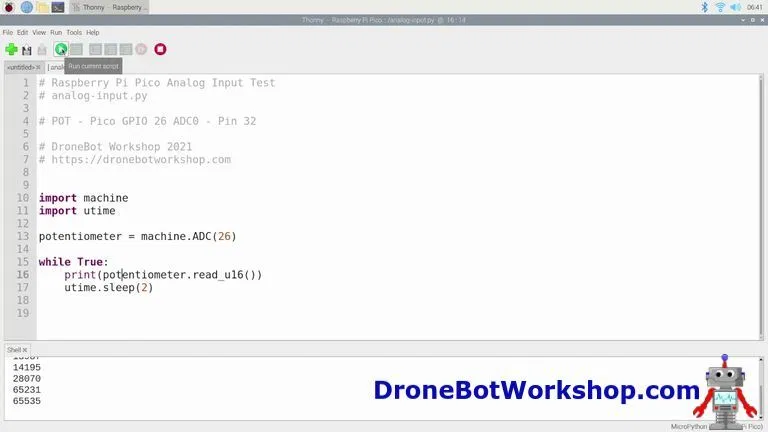 Thonny - Raspberry
06:41
Thonny - Raspberry Pi Pico : /analog-input.py @ 16 : 14
File Edit View Run Tools Help
Run current script
<untitled> ×
1 # Raspberry Pi Pico Analog Input Test
2 # analog-input.py
3
4 # POT - Pico GPIO 26 ADC0 - Pin 32
5
6 # DroneBot Workshop 2021
7 # https://dronebotworkshop.com
8
9
10 import machine
11 import utime
12
13 potentiometer = machine.ADC(26)
14
15 while True:
16 print(potentiometer.read_u16())
17 utime.sleep(2)
18
19
Shell ×
14195
28070
65231
65535
DroneBotWorkshop.com
MicroPython
Pi Pico)